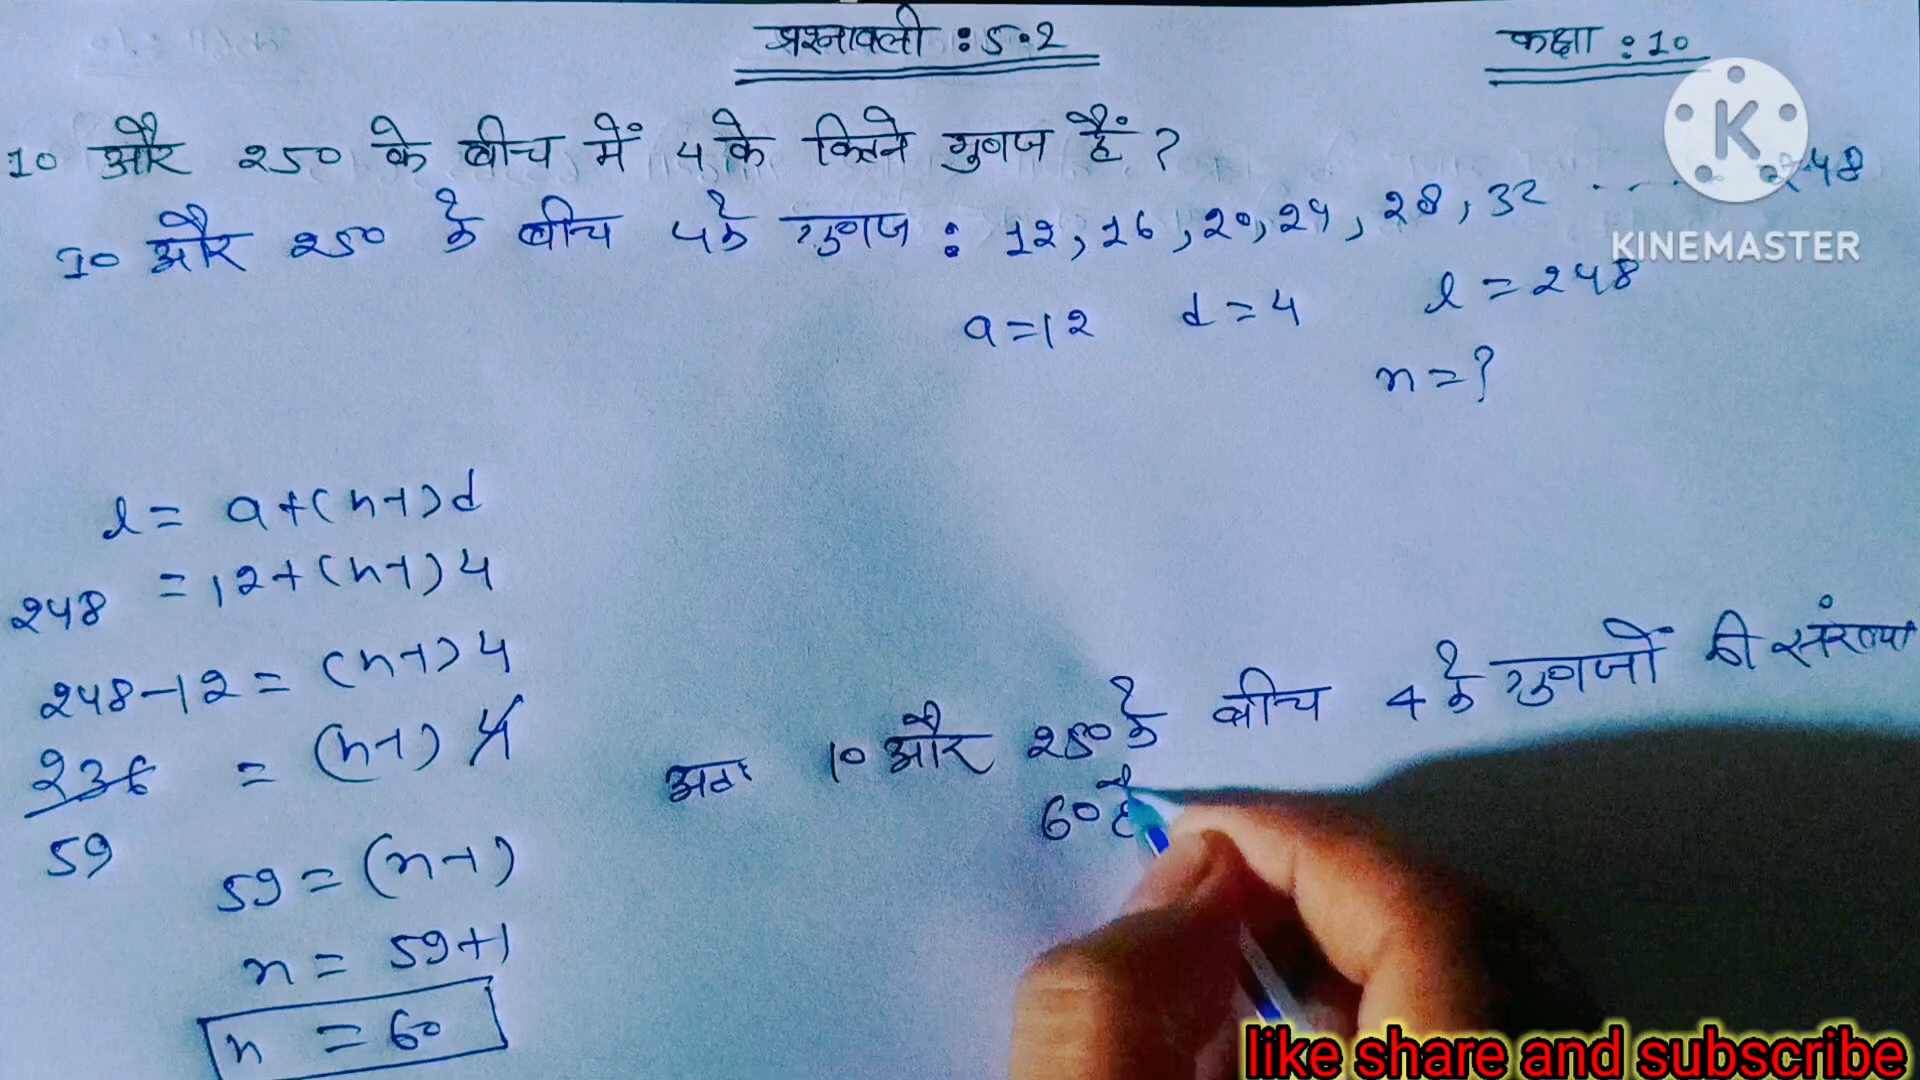 प्रश्नावली : 5.2
कक्षा : 10
10 और 250 के बीच में 4 के कितने गुणज हैं ?
10 और 250 के बीच 4 के गुणज : 12, 16, 20, 24, 28, 32 ..... 248
K
KINEMASTER
a = 12 d = 4 l = 248
n = ?
l = a + (n-1) d
248 = 12 + (n-1) 4
248 - 12 = (n-1) 4
236 = (n-1) 4
59
59 = (n-1)
n = 59 + 1
n = 60
अतः 10 और 250 के बीच 4 के गुणजों की संख्या
60 है
like share and subscribe